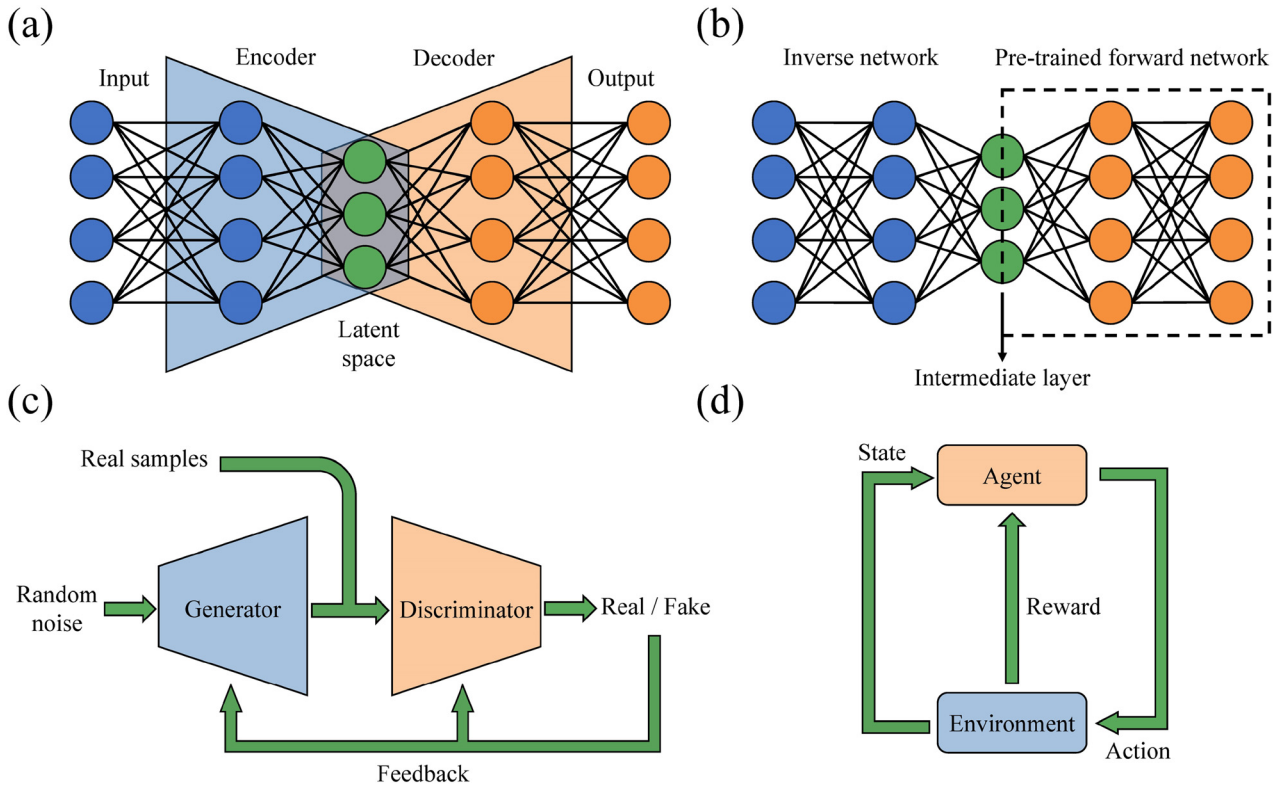 (a)
Encoder
Decoder
Input
Output
Latent
space
(b)
Inverse network
Pre-trained forward network
Intermediate layer
(c)
Real samples
Random
noise
Generator
Discriminator
Real / Fake
Feedback
(d)
State
Agent
Reward
Environment
Action